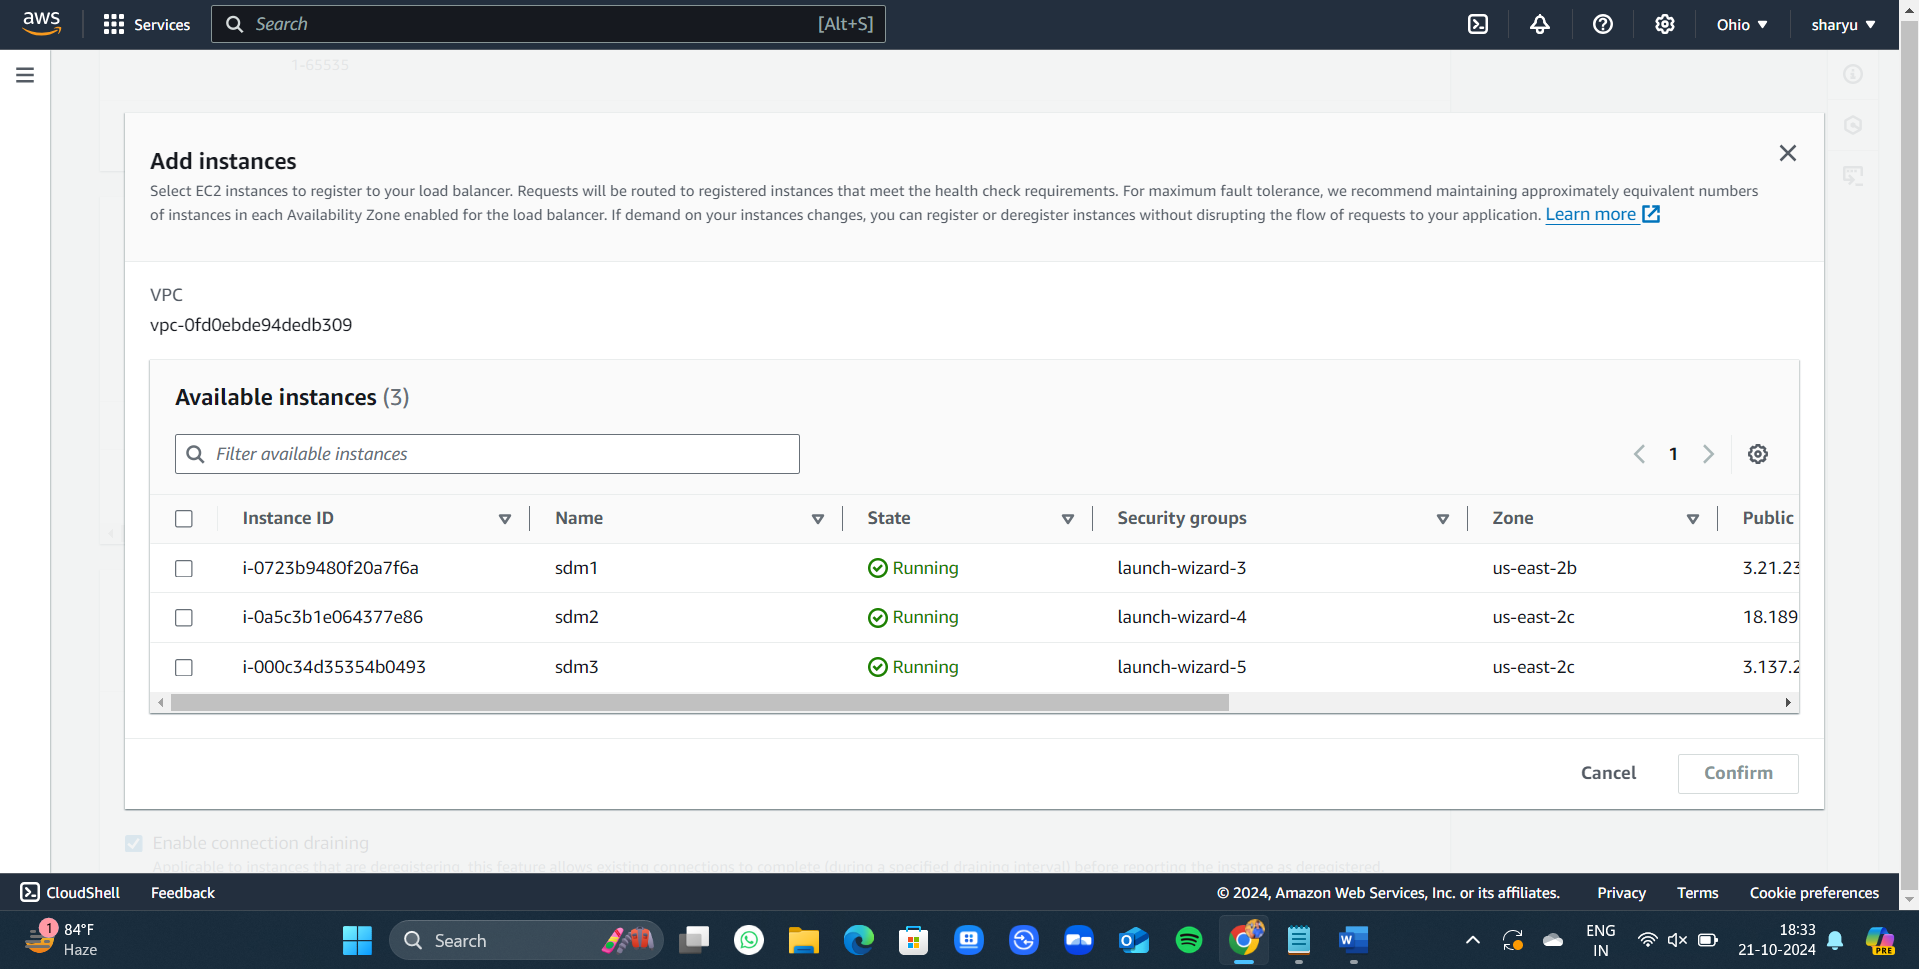 aws
Services
Search
[Alt+S]
Ohio
sharyu
1-65535
Add instances
Select EC2 instances to register to your load balancer. Requests will be routed to registered instances that meet the health check requirements. For maximum fault tolerance, we recommend maintaining approximately equivalent numbers
of instances in each Availability Zone enabled for the load balancer. If demand on your instances changes, you can register or deregister instances without disrupting the flow of requests to your application. Learn more
VPC
vpc-0fd0ebde94dedb309
Available instances (3)
Filter available instances
1
Instance ID Name State Security groups Zone Public
i-0723b9480f20a7f6a sdm1 Running launch-wizard-3 us-east-2b 3.21.23
i-0a5c3b1e064377e86 sdm2 Running launch-wizard-4 us-east-2c 18.189
i-000c34d35354b0493 sdm3 Running launch-wizard-5 us-east-2c 3.137.2
Cancel Confirm
Enable connection draining
Applicable to instances that are deregistering, this feature allows existing connections to complete (during a specified draining interval) before reporting the instance as deregistered.
CloudShell Feedback © 2024, Amazon Web Services, Inc. or its affiliates. Privacy Terms Cookie preferences
1
84°F
Haze
Search
ENG
IN
18:33
21-10-2024
PRE